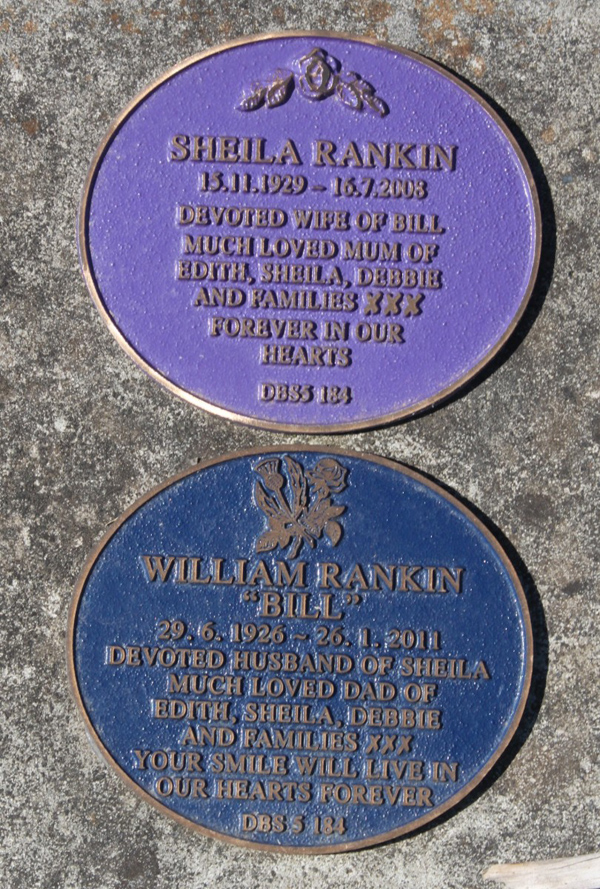 SHEILA RANKIN
15.11.1929 ~ 16.7.2008
DEVOTED WIFE OF BILL
MUCH LOVED MUM OF
EDITH, SHEILA, DEBBIE
AND FAMILIES XXX
FOREVER IN OUR
HEARTS
DBS5 184
WILLIAM RANKIN
"BILL"
29. 6. 1926 ~ 26. 1. 2011
DEVOTED HUSBAND OF SHEILA
MUCH LOVED DAD OF
EDITH, SHEILA, DEBBIE
AND FAMILIES XXX
YOUR SMILE WILL LIVE IN
OUR HEARTS FOREVER
DBS 5 184